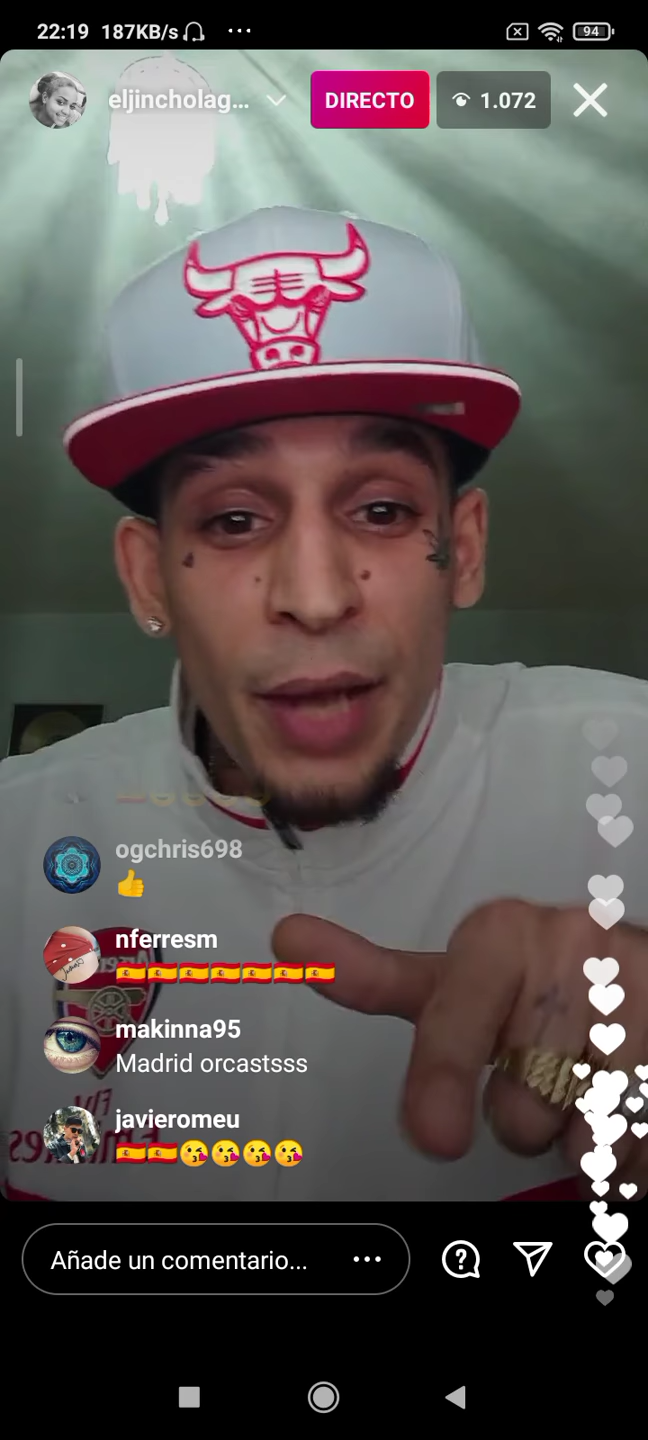 22:19 187KB/s ... 94
eljincholag...
DIRECTO
1.072
ogchris698
👍
nferresm
🇪🇸🇪🇸🇪🇸🇪🇸🇪🇸🇪🇸🇪🇸
makinna95
Madrid orcastsss
javieromeu
🇪🇸🇪🇸😘😘😘😘
Añade un comentario...